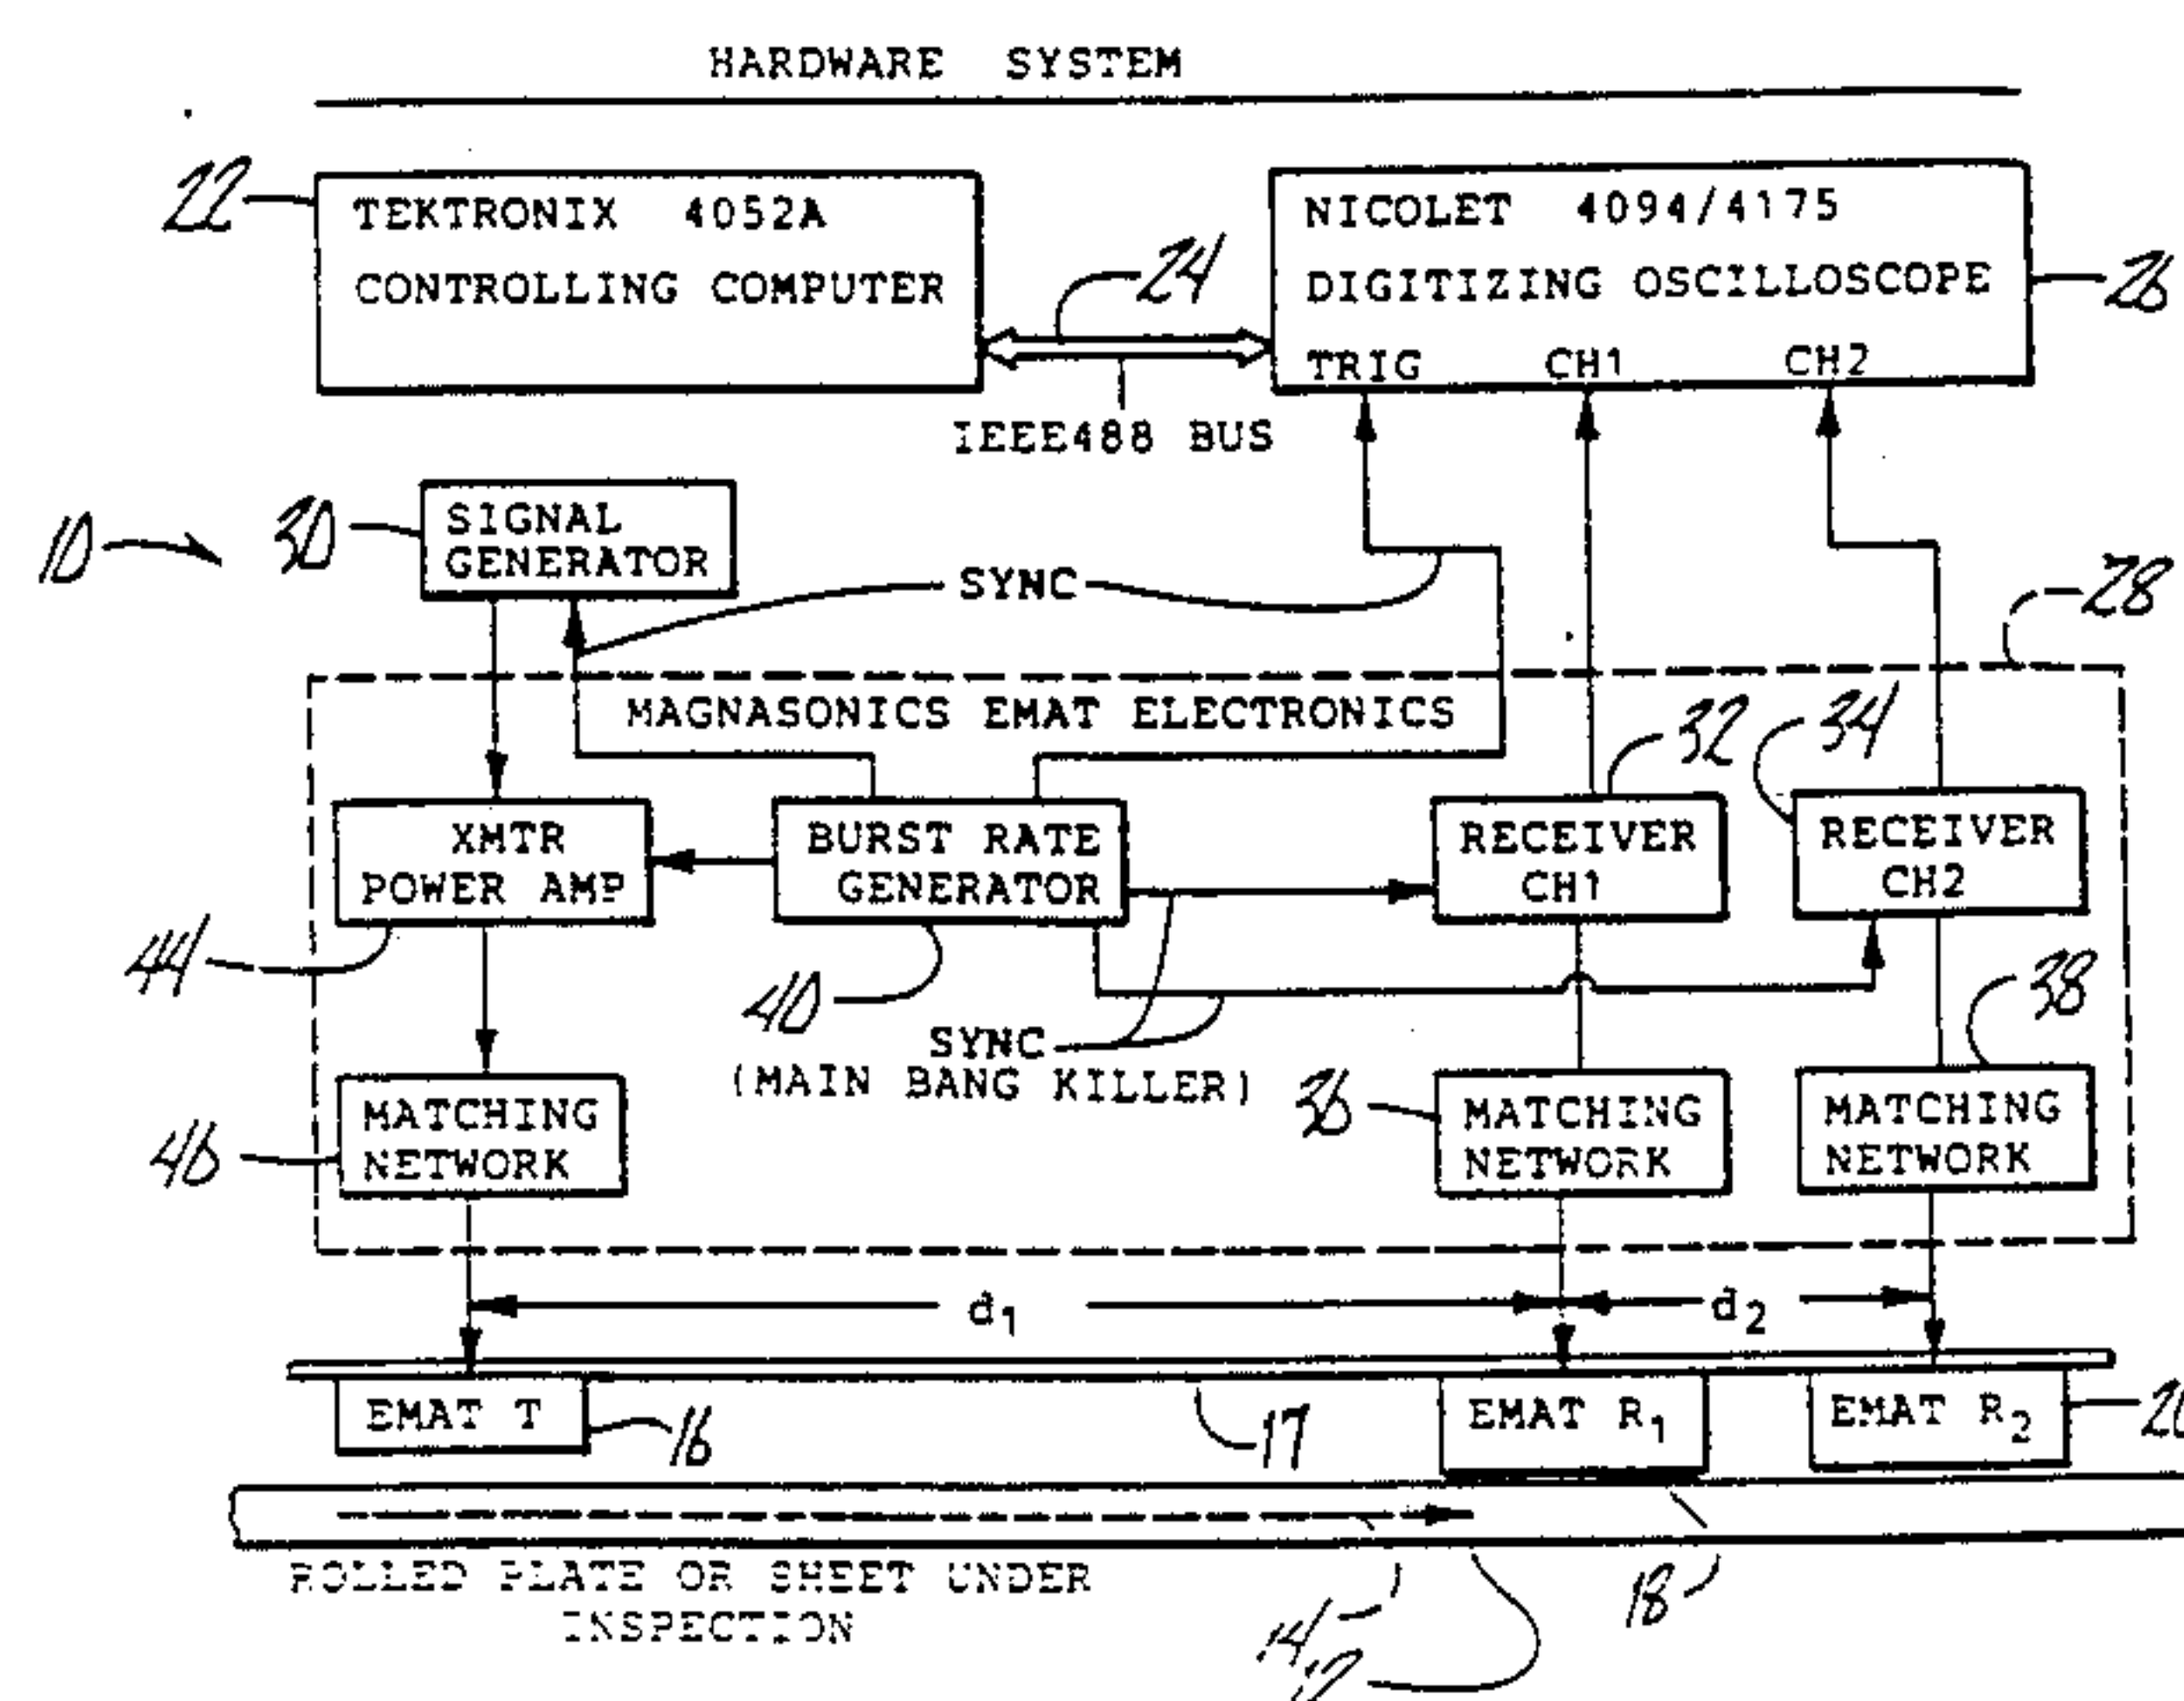 HARDWARE SYSTEM
22
TEKTRONIX 4052A
CONTROLLING COMPUTER
24
NICOLET 4094/4175
DIGITIZING OSCILLOSCOPE
TRIG CH1 CH2
26
IEEE488 BUS
10
30
SIGNAL
GENERATOR
SYNC
28
MAGNASONICS EMAT ELECTRONICS
32
34
XMTR
POWER AMP
BURST RATE
GENERATOR
RECEIVER
CH1
RECEIVER
CH2
44
40
SYNC
(MAIN BANG KILLER)
38
46
MATCHING
NETWORK
36
MATCHING
NETWORK
MATCHING
NETWORK
d1
d2
EMAT T
16
17
EMAT R1
EMAT R2
20
ROLLED PLATE OR SHEET UNDER
INSPECTION
14
12
18